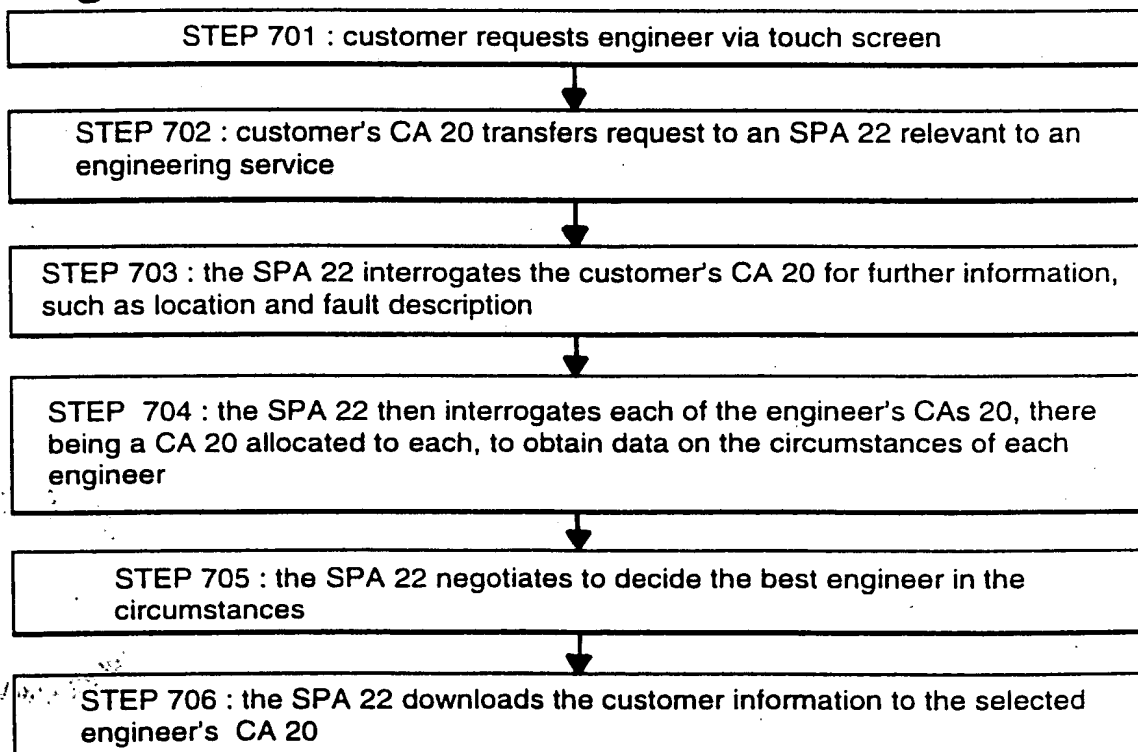 STEP 701 : customer requests engineer via touch screen
STEP 702 : customer's CA 20 transfers request to an SPA 22 relevant to an
engineering service
STEP 703 : the SPA 22 interrogates the customer's CA 20 for further information,
such as location and fault description
STEP 704 : the SPA 22 then interrogates each of the engineer's CAs 20, there
being a CA 20 allocated to each, to obtain data on the circumstances of each
engineer
STEP 705 : the SPA 22 negotiates to decide the best engineer in the
circumstances
STEP 706 : the SPA 22 downloads the customer information to the selected
engineer's CA 20